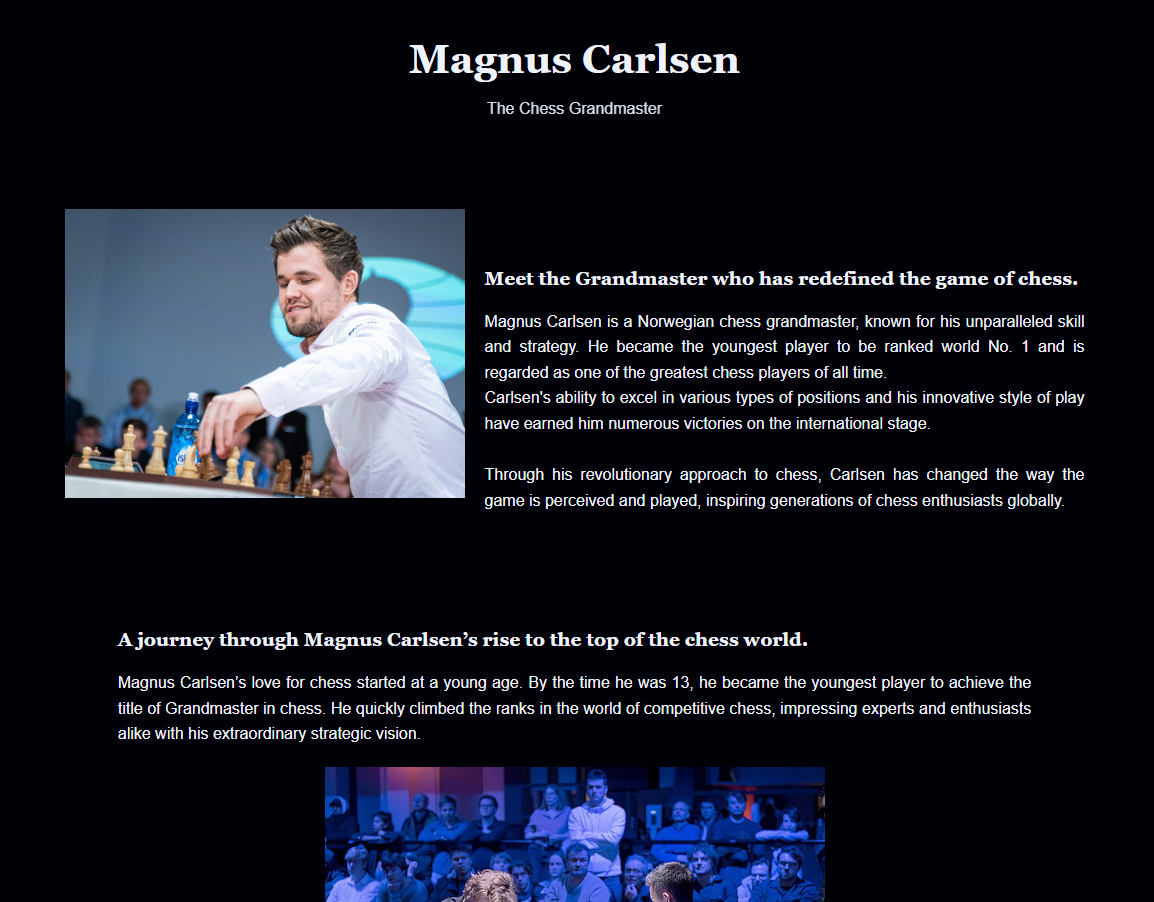 Magnus Carlsen
The Chess Grandmaster
Meet the Grandmaster who has redefined the game of chess.
Magnus Carlsen is a Norwegian chess grandmaster, known for his unparalleled skill
and strategy. He became the youngest player to be ranked world No. 1 and is
regarded as one of the greatest chess players of all time.
Carlsen's ability to excel in various types of positions and his innovative style of play
have earned him numerous victories on the international stage.
Through his revolutionary approach to chess, Carlsen has changed the way the
game is perceived and played, inspiring generations of chess enthusiasts globally.
A journey through Magnus Carlsen’s rise to the top of the chess world.
Magnus Carlsen’s love for chess started at a young age. By the time he was 13, he became the youngest player to achieve the
title of Grandmaster in chess. He quickly climbed the ranks in the world of competitive chess, impressing experts and enthusiasts
alike with his extraordinary strategic vision.